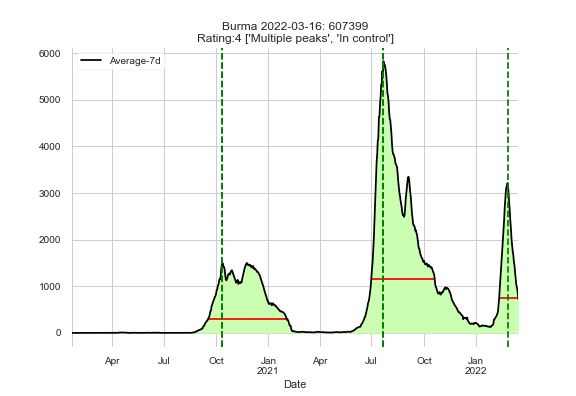 Burma 2022-03-16: 607399
Rating:4 ['Multiple peaks', 'In control']
Average-7d
6000
5000
4000
3000
2000
1000
0
Apr Jul Oct Jan Apr Jul Oct Jan
2021 2022
Date